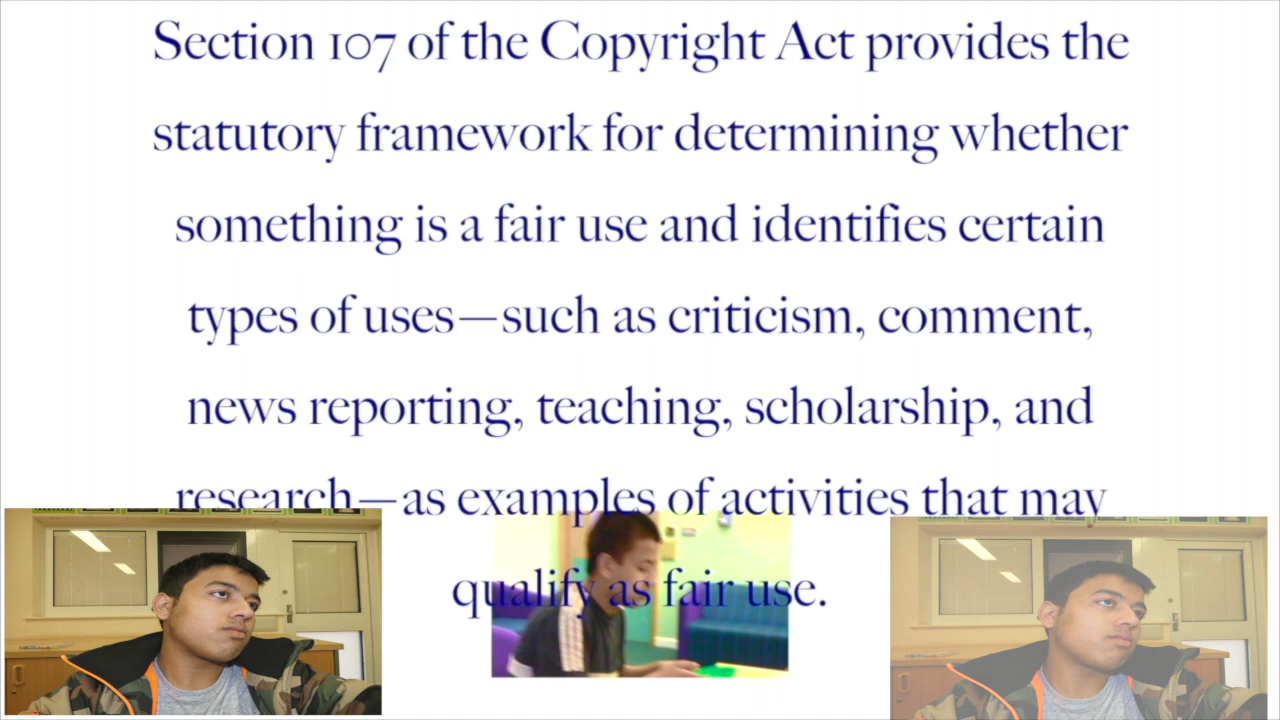 Section 107 of the Copyright Act provides the
statutory framework for determining whether
something is a fair use and identifies certain
types of uses—such as criticism, comment,
news reporting, teaching, scholarship, and
research—as examples of activities that may
qualify as fair use.